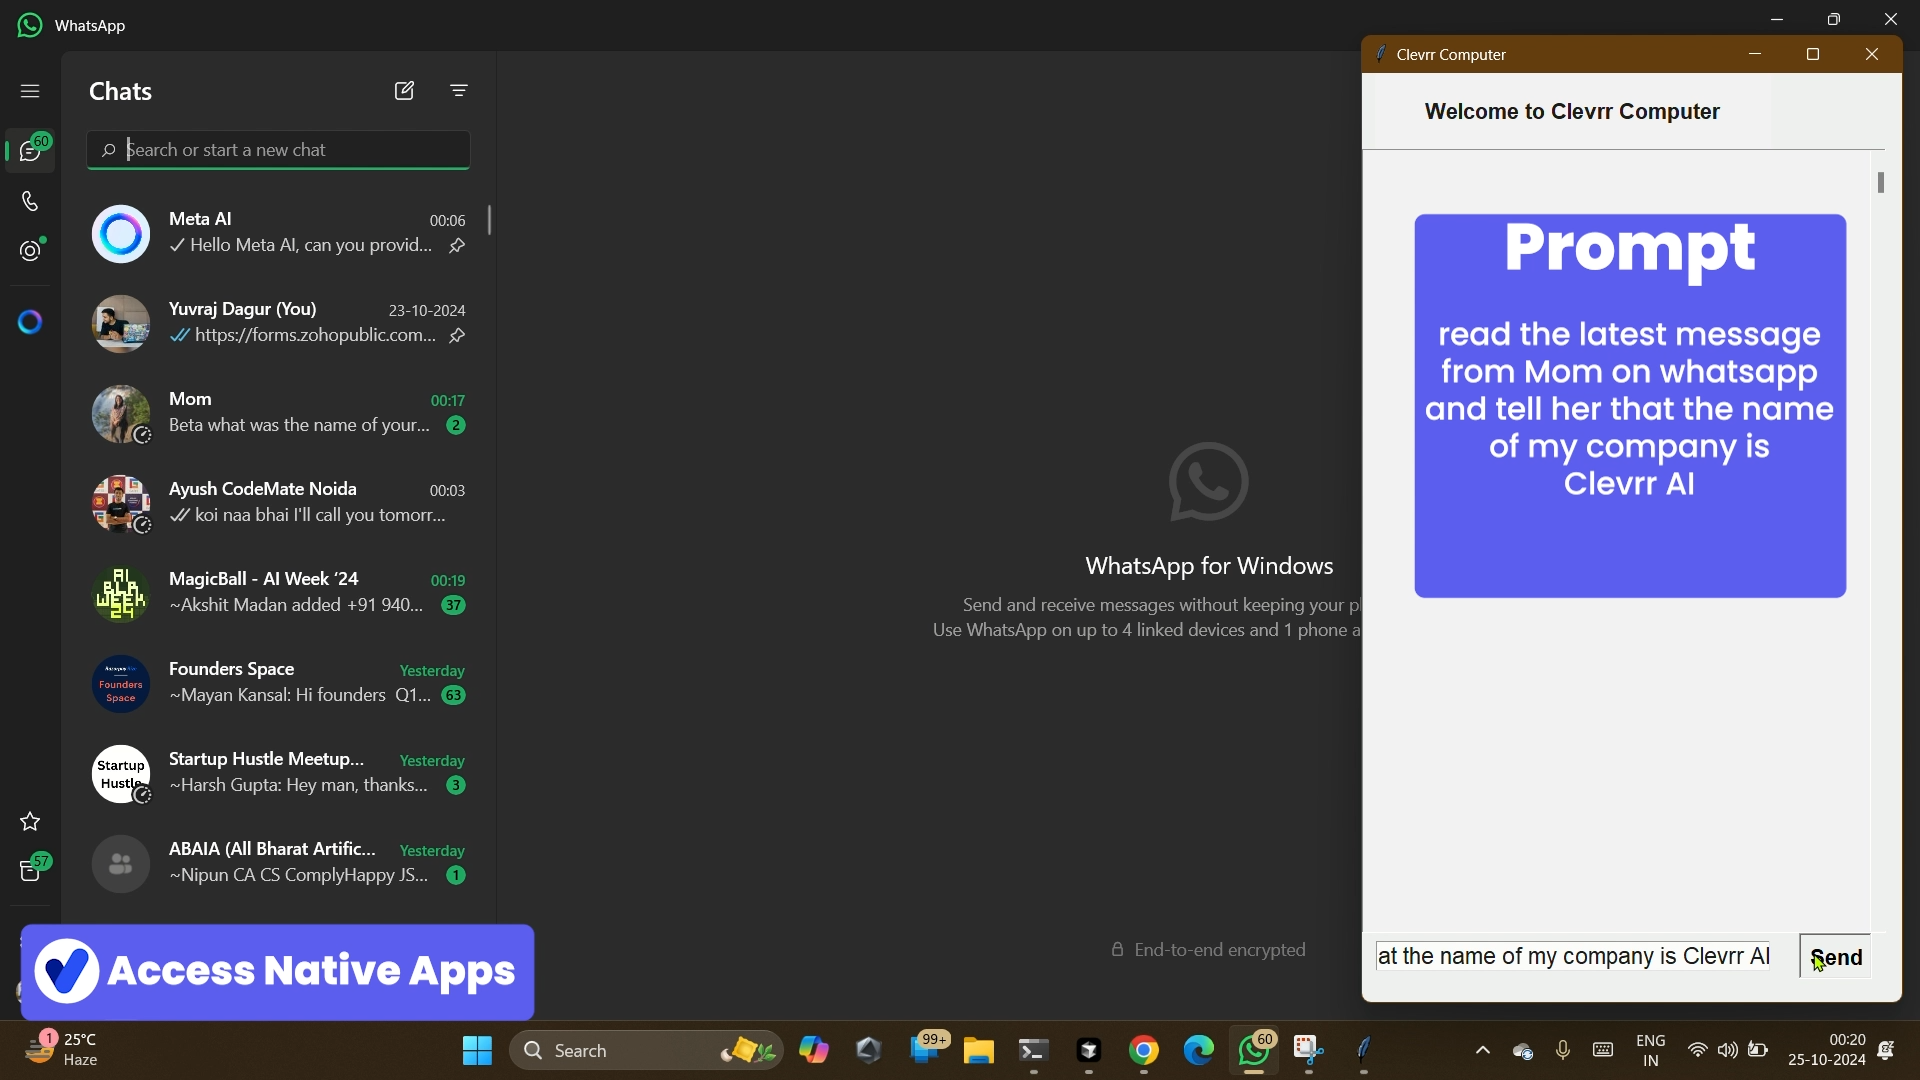 WhatsApp
Chats
60
Search or start a new chat
Meta AI 00:06
Hello Meta AI, can you provid...
Yuvraj Dagur (You) 23-10-2024
https://forms.zohopublic.com...
Mom 00:17
Beta what was the name of your... 2
Ayush CodeMate Noida 00:03
koi naa bhai I'll call you tomorr...
AI BLR WEEK 24
MagicBall - AI Week '24 00:19
~Akshit Madan added +91 940... 37
Founders Space
Founders Space Yesterday
~Mayan Kansal: Hi founders Q1... 63
Startup Hustle
Startup Hustle Meetup... Yesterday
~Harsh Gupta: Hey man, thanks... 3
ABAIA (All Bharat Artific... Yesterday
~Nipun CA CS ComplyHappy JS... 1
57
Access Native Apps
WhatsApp for Windows
Send and receive messages without keeping your
Use WhatsApp on up to 4 linked devices and 1 phone a
End-to-end encrypted
Clevrr Computer
Welcome to Clevrr Computer
Prompt
read the latest message
from Mom on whatsapp
and tell her that the name
of my company is
Clevrr AI
at the name of my company is Clevrr AI
Send
1
25°C
Haze
Search
99+
60
ENG
IN
00:20
25-10-2024